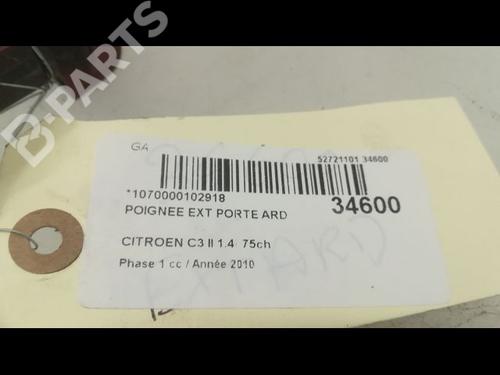 B-PARTS
GA
52721101 34600
*1070000102918
34600
POIGNEE EXT PORTE ARD
CITROEN C3 II 1.4 75ch
Phase 1 cc / Année 2010